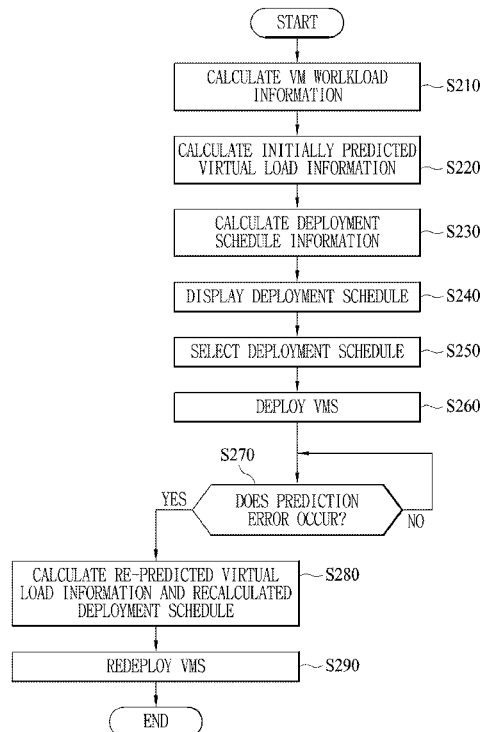 START
CALCULATE VM WORLKLOAD
INFORMATION
S210
CALCULATE INITIALLY PREDICTED
VIRTUAL LOAD INFORMATION
S220
CALCULATE DEPLOYMENT
SCHEDULE INFORMATION
S230
DISPLAY DEPLOYMENT SCHEDULE
S240
SELECT DEPLOYMENT SCHEDULE
S250
DEPLOY VMS
S260
S270
DOES PREDICTION
ERROR OCCUR?
YES
NO
CALCULATE RE-PREDICTED VIRTUAL
LOAD INFORMATION AND RECALCULATED
DEPLOYMENT SCHEDULE
S280
REDEPLOY VMS
S290
END